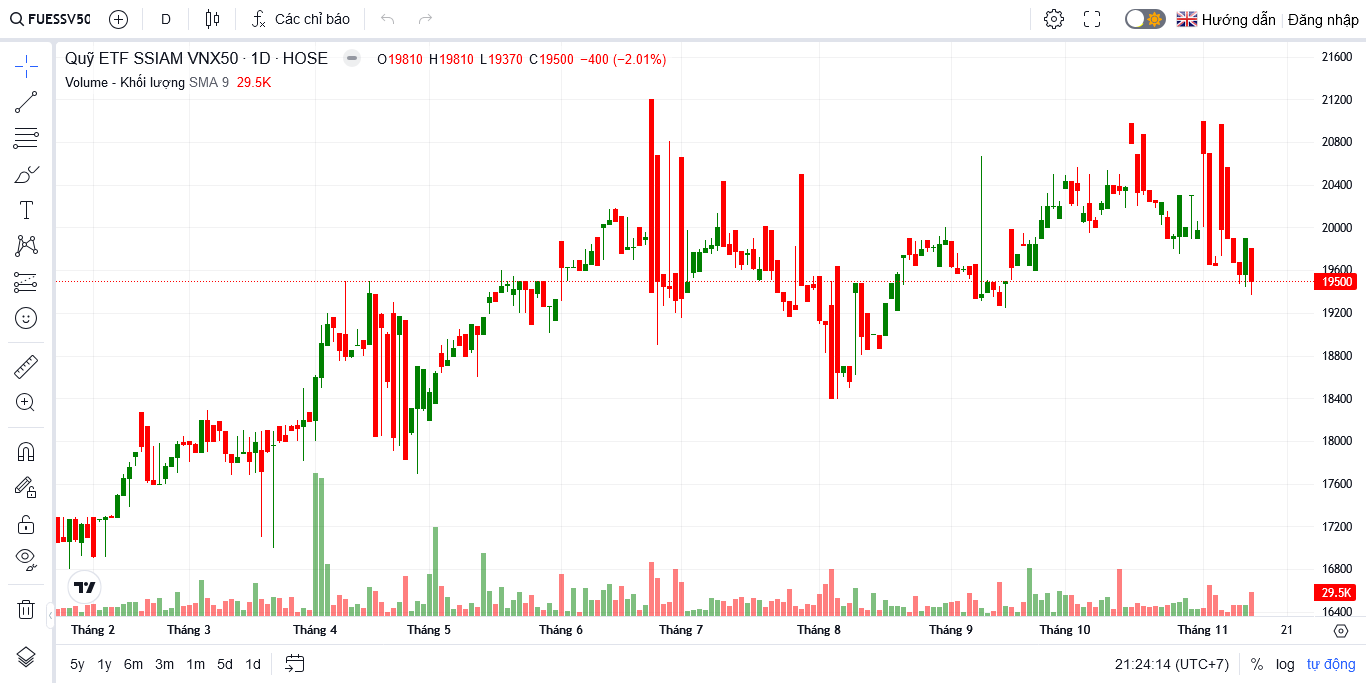 FUESSV50 D Các chỉ báo Hướng dẫn Đăng nhập
Quỹ ETF SSIAM VNX50 · 1D · HOSE O19810 H19810 L19370 C19500 −400 (−2.01%)
Volume - Khối lượng SMA 9 29.5K
21600
21200
20800
20400
20000
19600
19500
19200
18800
18400
18000
17600
17200
16800
29.5K
16400
Tháng 2 Tháng 3 Tháng 4 Tháng 5 Tháng 6 Tháng 7 Tháng 8 Tháng 9 Tháng 10 Tháng 11 21
5y 1y 6m 3m 1m 5d 1d 21:24:14 (UTC+7) % log tự động